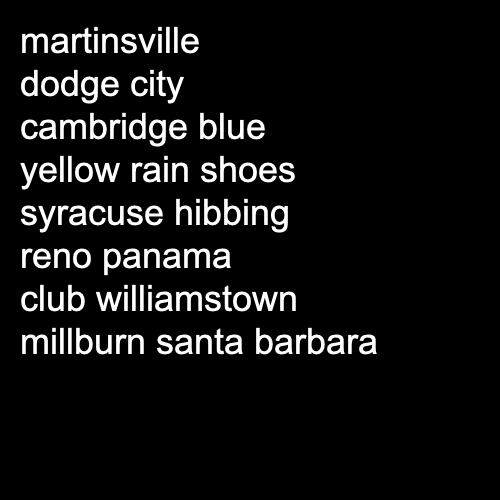 martinsville
dodge city
cambridge blue
yellow rain shoes
syracuse hibbing
reno panama
club williamstown
millburn santa barbara